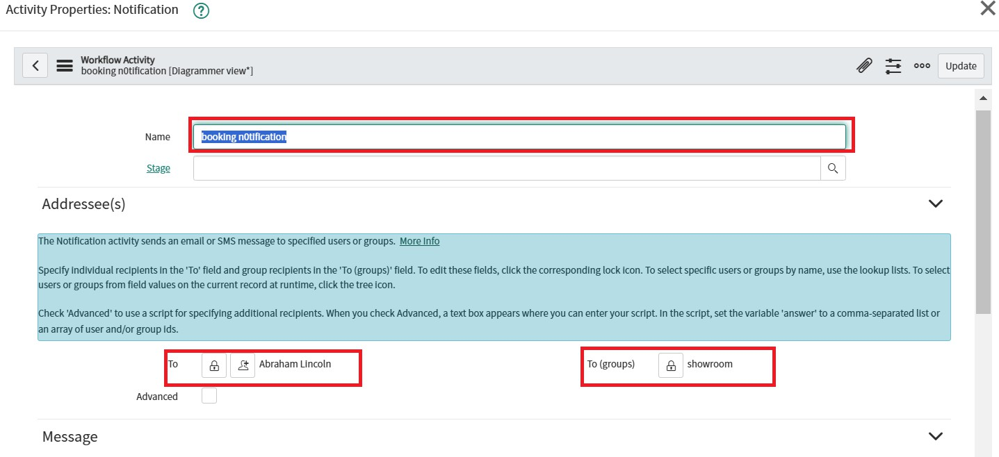 Activity Properties: Notification ?
Workflow Activity
booking n0tification [Diagrammer view*]
Update
Name booking n0tification
Stage
Addressee(s)
The Notification activity sends an email or SMS message to specified users or groups. More Info
Specify individual recipients in the 'To' field and group recipients in the 'To (groups)' field. To edit these fields, click the corresponding lock icon. To select specific users or groups by name, use the lookup lists. To select
users or groups from field values on the current record at runtime, click the tree icon.
Check 'Advanced' to use a script for specifying additional recipients. When you check Advanced, a text box appears where you can enter your script. In the script, set the variable 'answer' to a comma-separated list or
an array of user and/or group ids.
To Abraham Lincoln To (groups) showroom
Advanced
Message